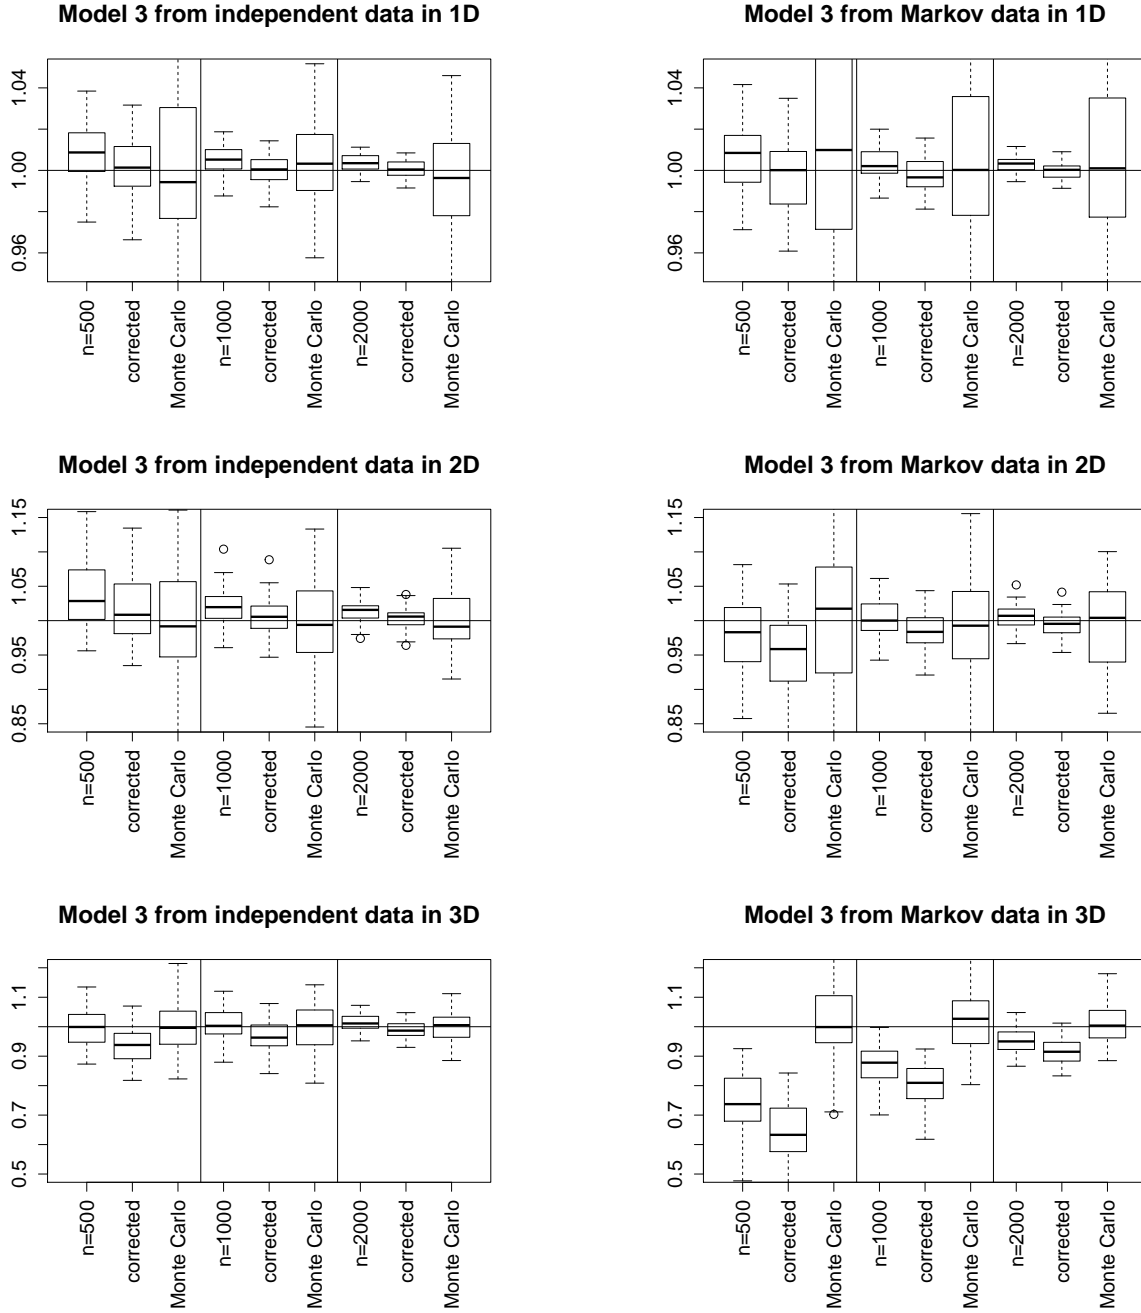 Model 3 from independent data in 1D
1.04
1.00
0.96
n=500
corrected
Monte Carlo
n=1000
corrected
Monte Carlo
n=2000
corrected
Monte Carlo
Model 3 from Markov data in 1D
1.04
1.00
0.96
n=500
corrected
Monte Carlo
n=1000
corrected
Monte Carlo
n=2000
corrected
Monte Carlo
Model 3 from independent data in 2D
1.15
1.05
0.95
0.85
n=500
corrected
Monte Carlo
n=1000
corrected
Monte Carlo
n=2000
corrected
Monte Carlo
Model 3 from Markov data in 2D
1.15
1.05
0.95
0.85
n=500
corrected
Monte Carlo
n=1000
corrected
Monte Carlo
n=2000
corrected
Monte Carlo
Model 3 from independent data in 3D
1.1
0.9
0.7
0.5
n=500
corrected
Monte Carlo
n=1000
corrected
Monte Carlo
n=2000
corrected
Monte Carlo
Model 3 from Markov data in 3D
1.1
0.9
0.7
0.5
n=500
corrected
Monte Carlo
n=1000
corrected
Monte Carlo
n=2000
corrected
Monte Carlo